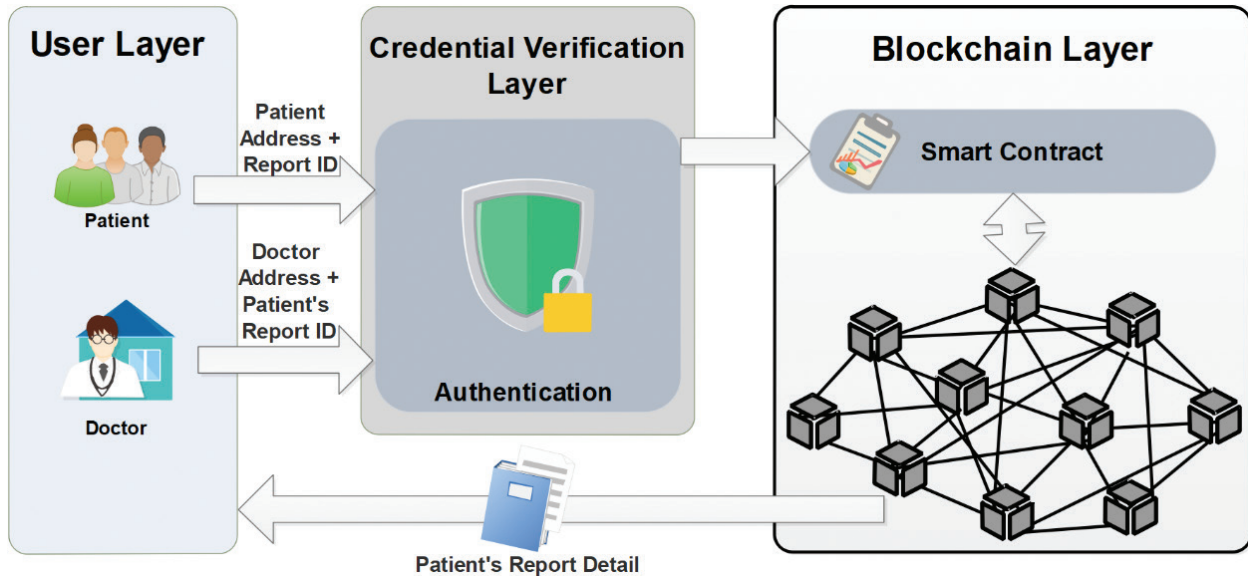 User Layer
Patient
Doctor
Patient
Address +
Report ID
Doctor
Address +
Patient's
Report ID
Credential Verification
Layer
Authentication
Blockchain Layer
Smart Contract
Patient's Report Detail